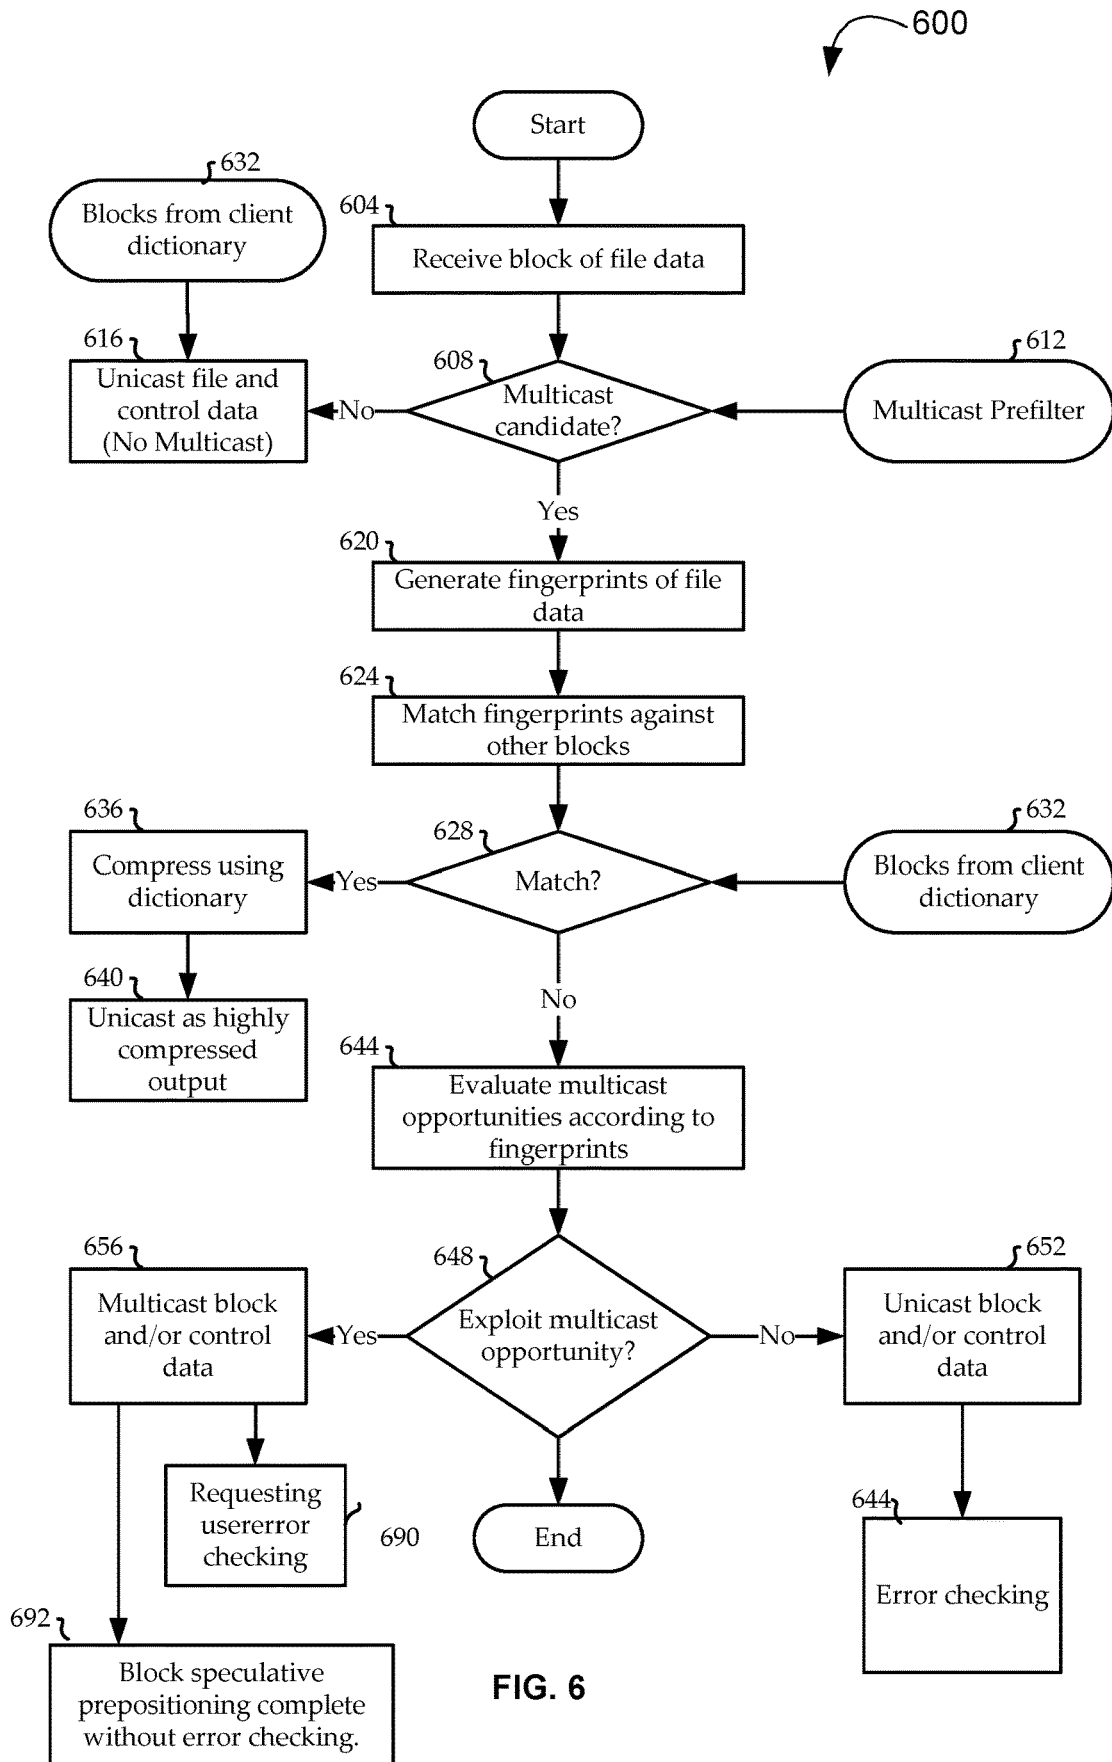 600
Start
632
Blocks from client
dictionary
604
Receive block of file data
616
Unicast file and
control data
(No Multicast)
No
608
Multicast
candidate?
612
Multicast Prefilter
Yes
620
Generate fingerprints of file
data
624
Match fingerprints against
other blocks
636
Compress using
dictionary
Yes
628
Match?
632
Blocks from client
dictionary
640
Unicast as highly
compressed
output
No
644
Evaluate multicast
opportunities according to
fingerprints
656
Multicast block
and/or control
data
Yes
648
Exploit multicast
opportunity?
No
652
Unicast block
and/or control
data
Requesting
usererror
checking
690
End
644
Error checking
692
Block speculative
prepositioning complete
without error checking.
FIG. 6